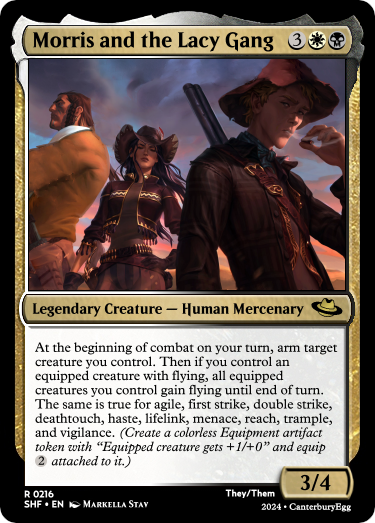 Morris and the Lacy Gang 3
At the beginning of combat on your turn, arm target
creature you control. Then if you control an
equipped creature with flying, all equipped
creatures you control gain flying until end of turn.
The same is true for agile, first strike, double strike,
deathtouch, haste, lifelink, menace, reach, trample,
and vigilance. (Create a colorless Equipment artifact
token with “Equipped creature gets +1/+0” and equip
2 attached to it.)
Legendary Creature — Human Mercenary
3/4
R 0216
SHF • EN Markella Stav
They/Them
2024 • CanterburyEgg